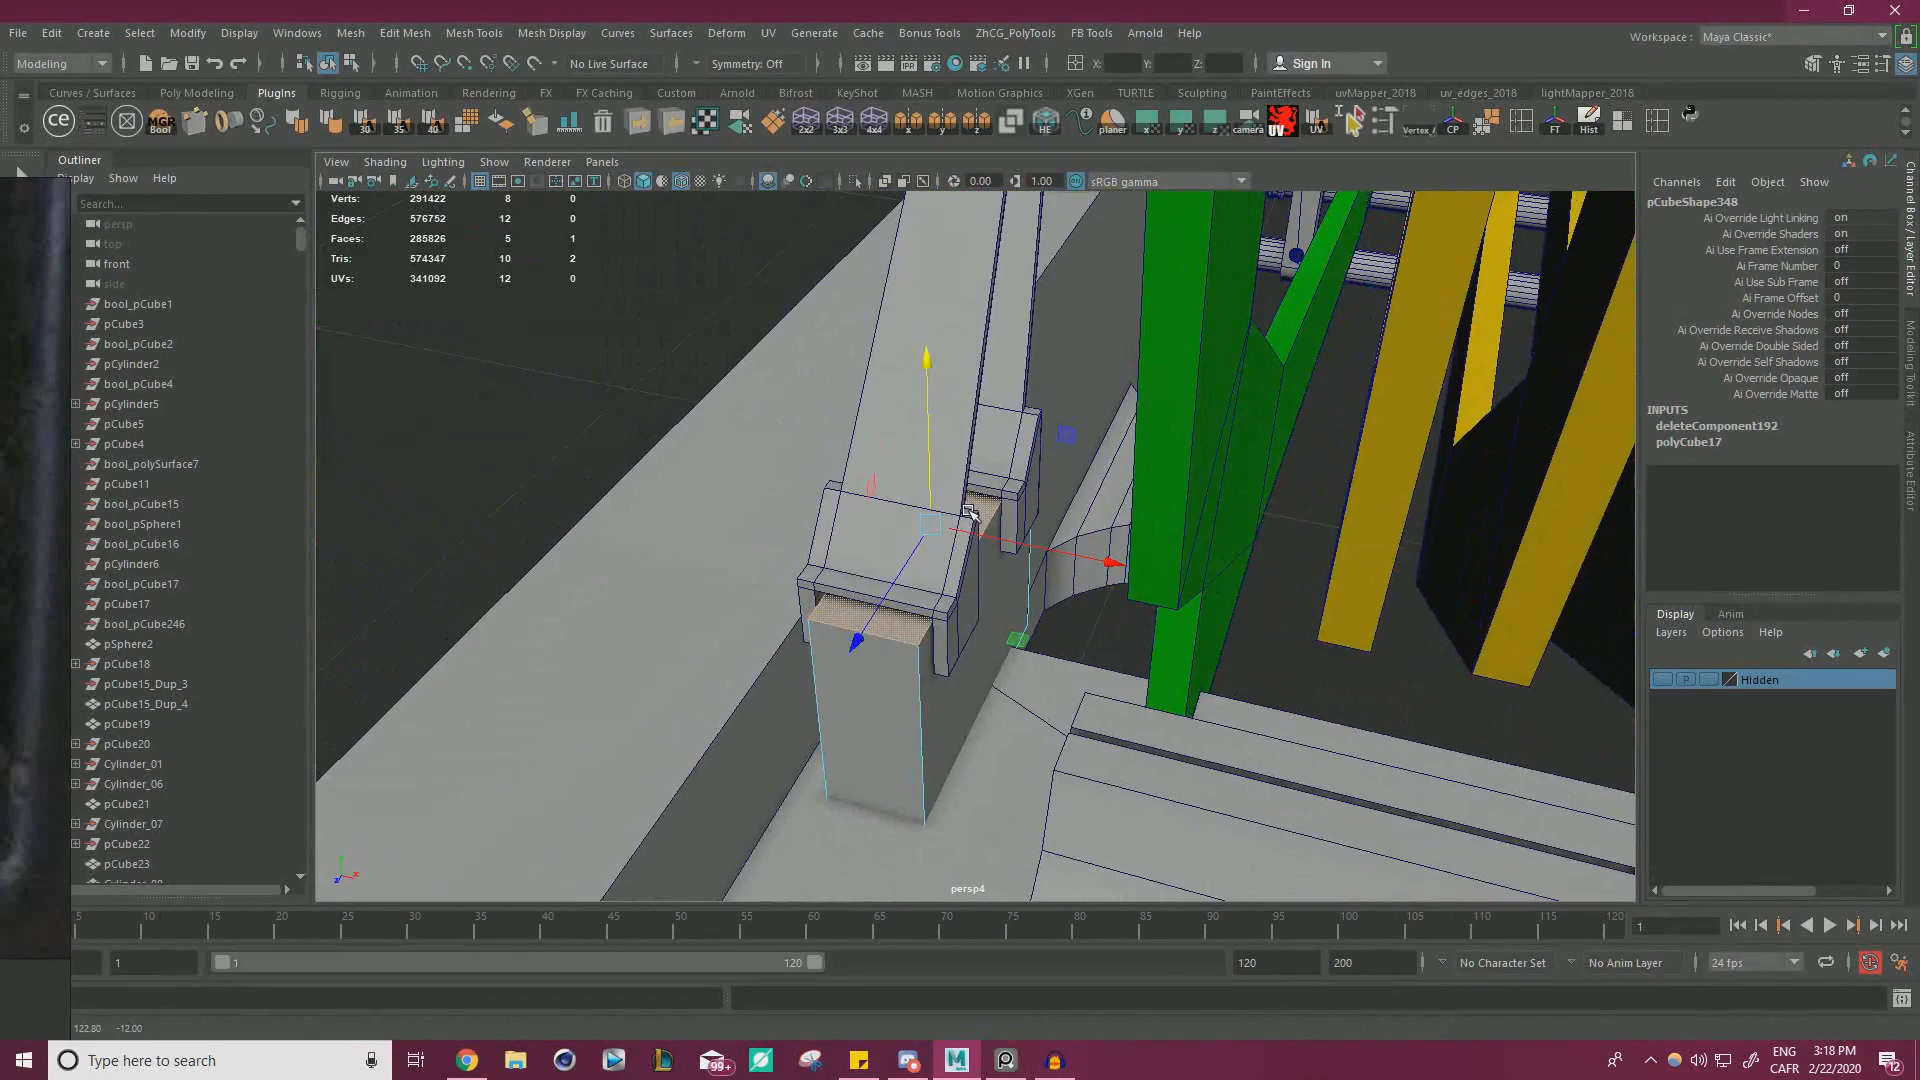 File Edit Create Select Modify Display Windows Mesh Edit Mesh Mesh Tools Mesh Display Curves Surfaces Deform UV Generate Cache Bonus Tools ZhCG_PolyTools FB Tools Arnold Help
Workspace : Maya Classic*
Modeling No Live Surface Symmetry: Off X: Y: Z: Sign In
Curves / Surfaces Poly Modeling PlugIns Rigging Animation Rendering FX FX Caching Custom Arnold Bifrost KeyShot MASH Motion Graphics XGen TURTLE Sculpting PaintEffects uvMapper_2018 uv_edges_2018 lightMapper_2018
Outliner
Display Show Help
Search...
persp
top
front
side
bool_pCube1
pCube3
bool_pCube2
pCylinder2
bool_pCube4
pCylinder5
pCube5
pCube4
bool_polySurface7
pCube11
bool_pCube15
bool_pSphere1
bool_pCube16
pCylinder6
bool_pCube17
pCube17
bool_pCube246
pSphere2
pCube18
pCube15_Dup_3
pCube15_Dup_4
pCube19
pCube20
Cylinder_01
Cylinder_06
pCube21
Cylinder_07
pCube22
pCube23
View Shading Lighting Show Renderer Panels
0.00 1.00 sRGB gamma
Verts: 291422 8 0
Edges: 576752 12 0
Faces: 285826 5 1
Tris: 574347 10 2
UVs: 341092 12 0
persp4
Channels Edit Object Show
pCubeShape348
Ai Override Light Linking on
Ai Override Shaders on
Ai Use Frame Extension off
Ai Frame Number 0
Ai Use Sub Frame off
Ai Frame Offset 0
Ai Override Nodes off
Ai Override Receive Shadows off
Ai Override Double Sided off
Ai Override Self Shadows off
Ai Override Opaque off
Ai Override Matte off
INPUTS
deleteComponent192
polyCube17
Channel Box / Layer Editor
Modeling Toolkit
Attribute Editor
Display Anim
Layers Options Help
P Hidden
5 10 15 20 25 30 35 40 45 50 55 60 65 70 75 80 85 90 95 100 105 110 115 120
1
1 1 120 120 200 No Character Set No Anim Layer 24 fps
122.80 -12.00
Type here to search
99+
ENG
CAFR
3:18 PM
2/22/2020
12